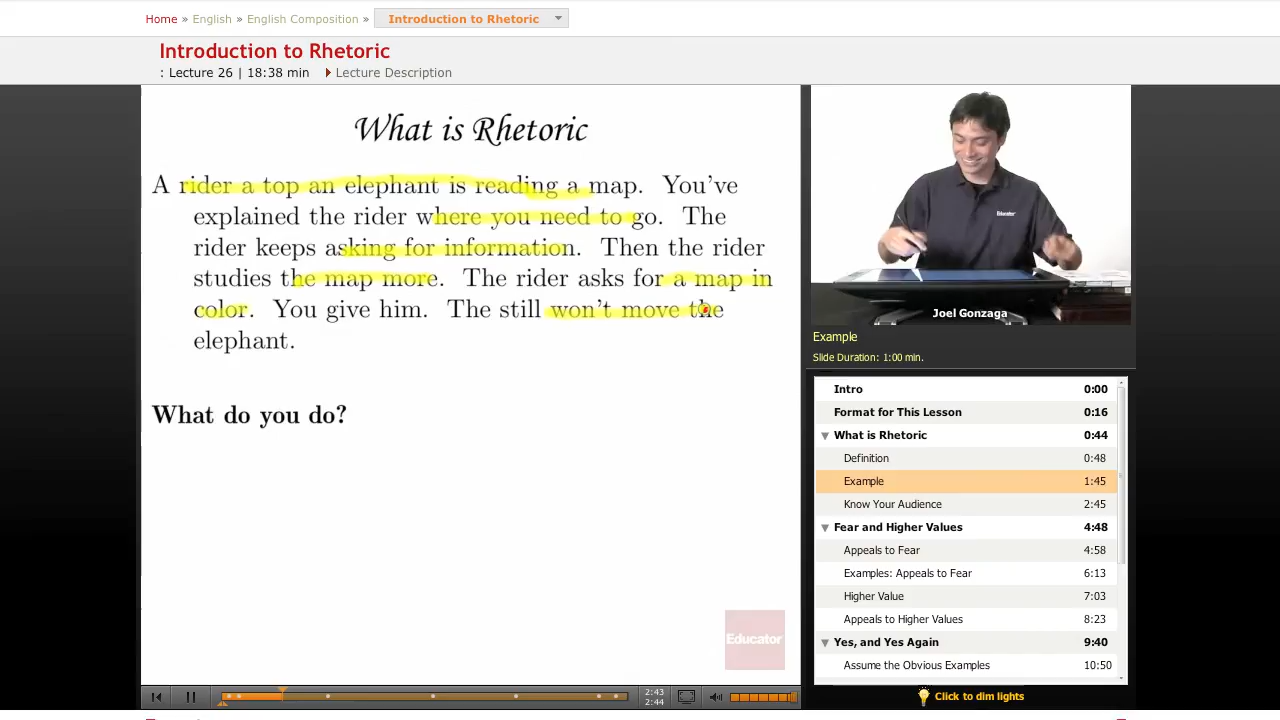 Home » English » English Composition » Introduction to Rhetoric
Introduction to Rhetoric
: Lecture 26 | 18:38 min Lecture Description
What is Rhetoric
A rider a top an elephant is reading a map. You've
explained the rider where you need to go. The
rider keeps asking for information. Then the rider
studies the map more. The rider asks for a map in
color. You give him. The still won't move the
elephant.
What do you do?
Educator
Educator
Joel Gonzaga
Example
Slide Duration: 1:00 min.
Intro 0:00
Format for This Lesson 0:16
What is Rhetoric 0:44
Definition 0:48
Example 1:45
Know Your Audience 2:45
Fear and Higher Values 4:48
Appeals to Fear 4:58
Examples: Appeals to Fear 6:13
Higher Value 7:03
Appeals to Higher Values 8:23
Yes, and Yes Again 9:40
Assume the Obvious Examples 10:50
2:43
2:44
Click to dim lights